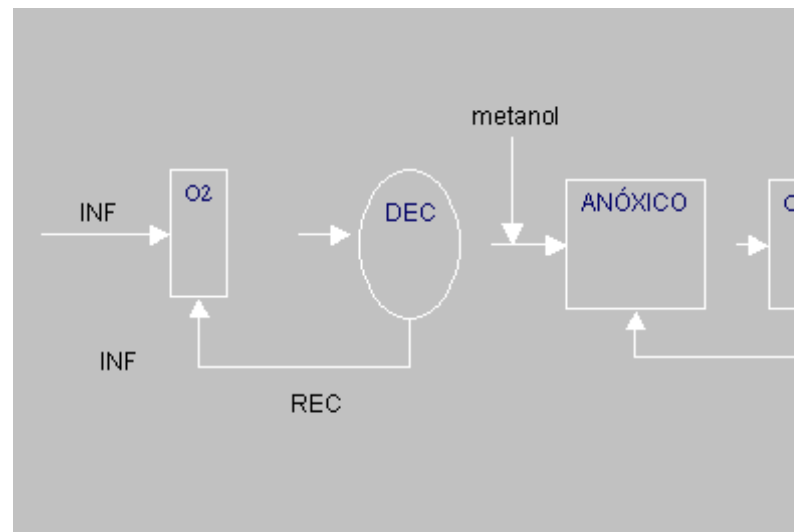 metanol
INF
O2
DEC
ANÓXICO
INF
REC